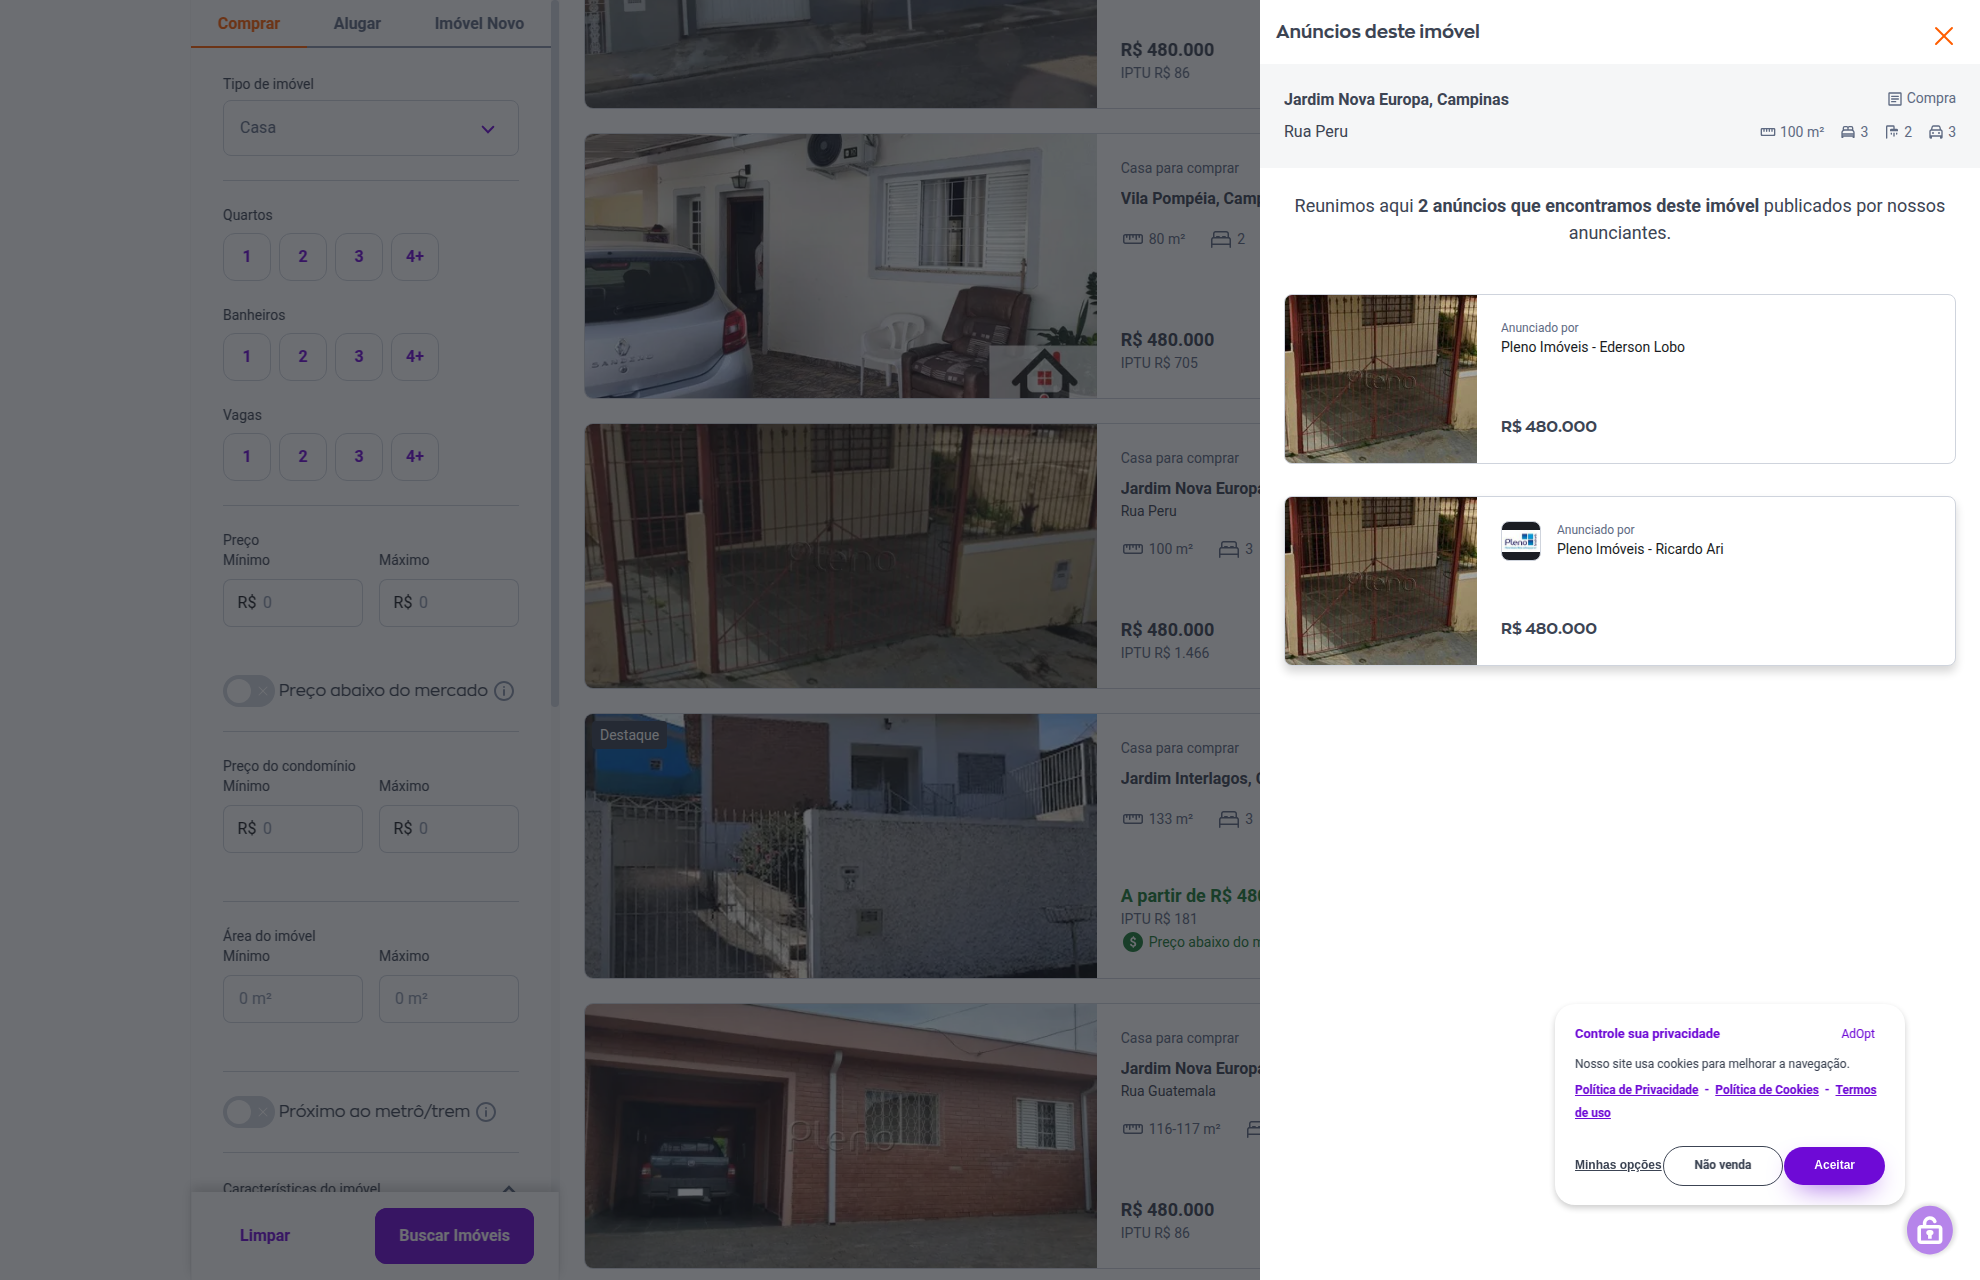 Comprar
Alugar
Imóvel Novo
Tipo de imóvel
Casa
Quartos
1
2
3
4+
Banheiros
1
2
3
4+
Vagas
1
2
3
4+
Preço
Mínimo
Máximo
R$ 0
R$ 0
Preço abaixo do mercado
Preço do condomínio
Mínimo
Máximo
R$ 0
R$ 0
Área do imóvel
Mínimo
Máximo
0 m²
0 m²
Próximo ao metrô/trem
Características do imóvel
Limpar
Buscar Imóveis
R$ 480.000
IPTU R$ 86
Casa para comprar
Vila Pompéia, Camp
80 m²
2
R$ 480.000
IPTU R$ 705
Pleno
Casa para comprar
Jardim Nova Europa
Rua Peru
100 m²
3
R$ 480.000
IPTU R$ 1.466
Destaque
Casa para comprar
Jardim Interlagos,
133 m²
3
A partir de R$ 480
IPTU R$ 181
Preço abaixo do m
Pleno
Casa para comprar
Jardim Nova Europa
Rua Guatemala
116-117 m²
R$ 480.000
IPTU R$ 86
Anúncios deste imóvel
Jardim Nova Europa, Campinas
Compra
Rua Peru
100 m²
3
2
3
Reunimos aqui 2 anúncios que encontramos deste imóvel publicados por nossos
anunciantes.
Pleno
Anunciado por
Pleno Imóveis - Ederson Lobo
R$ 480.000
Pleno
Pleno
Anunciado por
Pleno Imóveis - Ricardo Ari
R$ 480.000
Controle sua privacidade
AdOpt
Nosso site usa cookies para melhorar a navegação.
Política de Privacidade - Política de Cookies - Termos
de uso
Minhas opções
Não venda
Aceitar